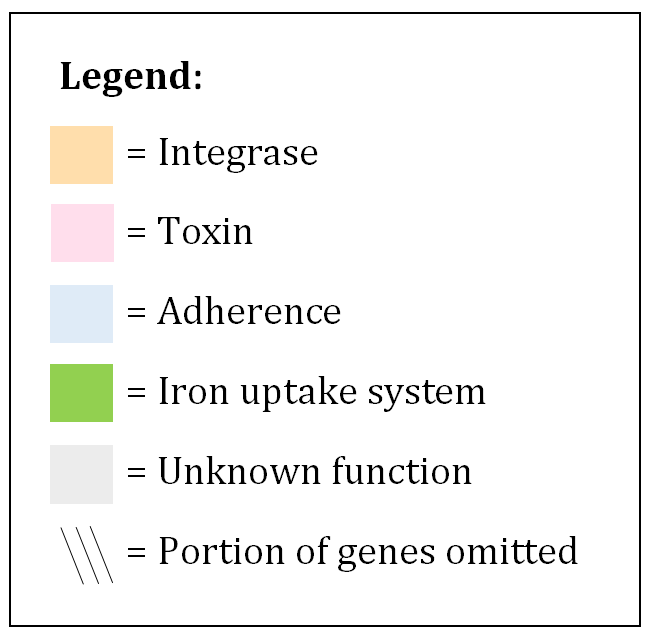 Legend:
= Integrase
= Toxin
= Adherence
= Iron uptake system
= Unknown function
= Portion of genes omitted